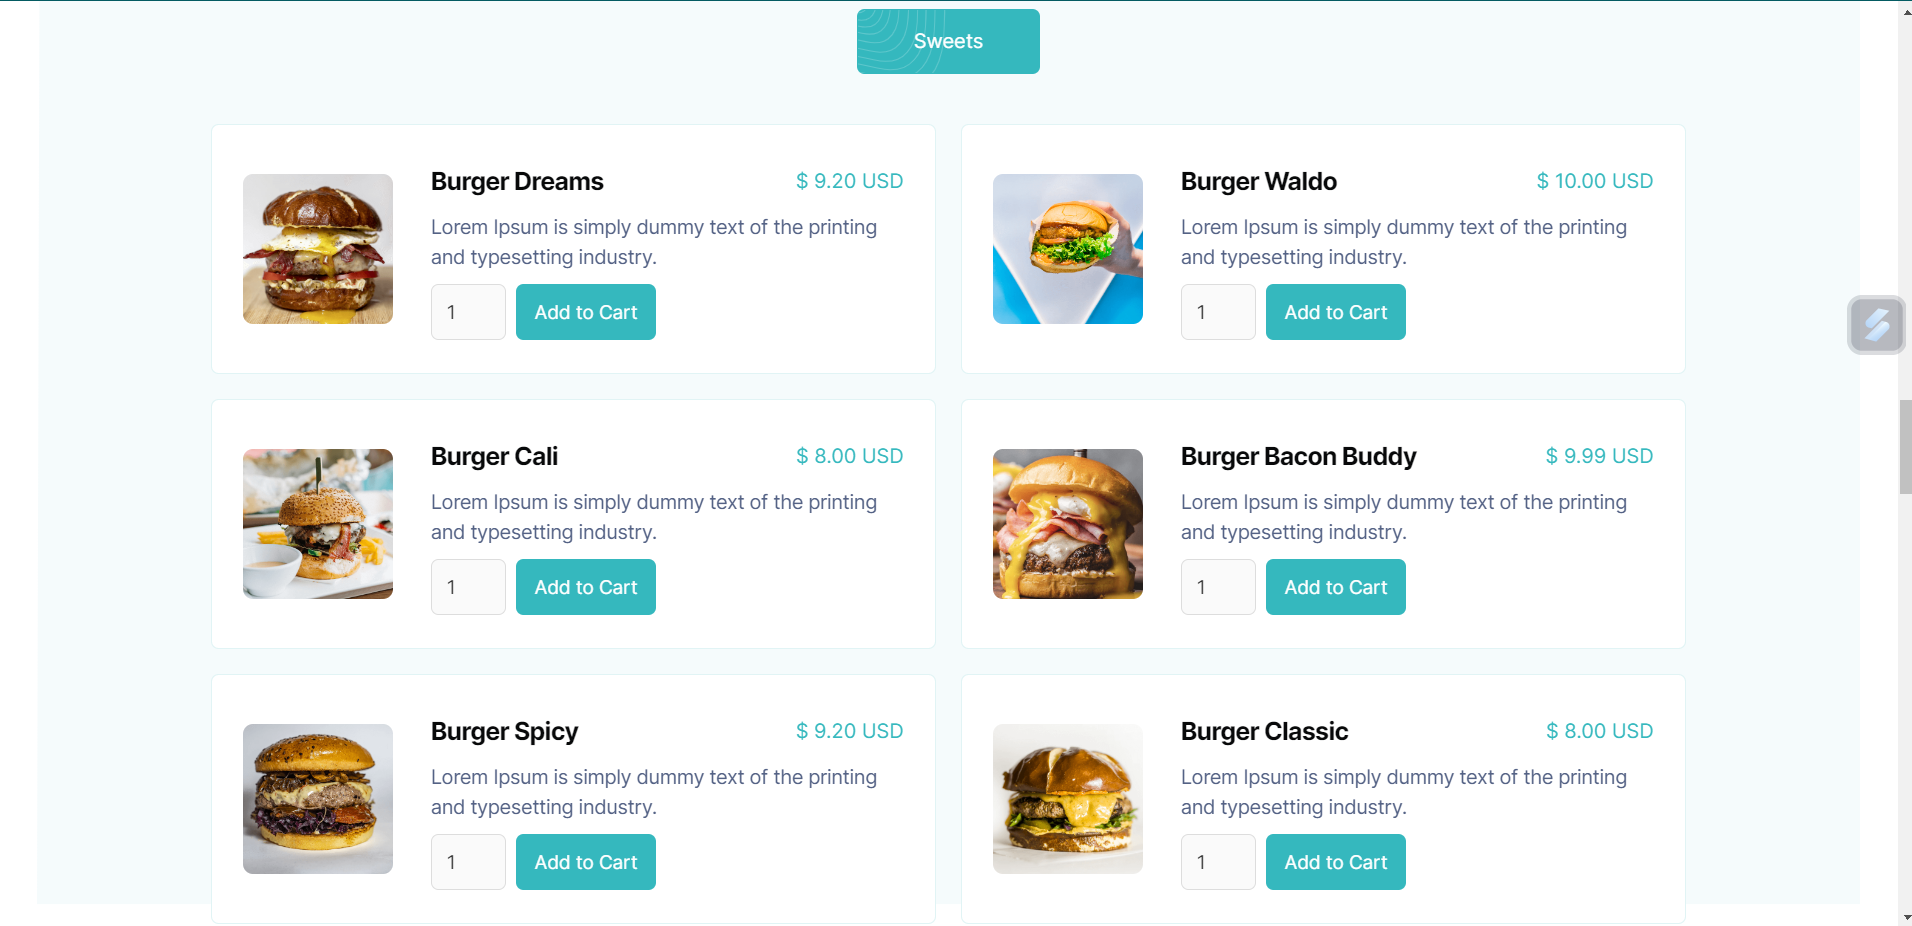 Sweets
Burger Dreams
$ 9.20 USD
Lorem Ipsum is simply dummy text of the printing
and typesetting industry.
1
Add to Cart
Burger Waldo
$ 10.00 USD
Lorem Ipsum is simply dummy text of the printing
and typesetting industry.
1
Add to Cart
Burger Cali
$ 8.00 USD
Lorem Ipsum is simply dummy text of the printing
and typesetting industry.
1
Add to Cart
Burger Bacon Buddy
$ 9.99 USD
Lorem Ipsum is simply dummy text of the printing
and typesetting industry.
1
Add to Cart
Burger Spicy
$ 9.20 USD
Lorem Ipsum is simply dummy text of the printing
and typesetting industry.
1
Add to Cart
Burger Classic
$ 8.00 USD
Lorem Ipsum is simply dummy text of the printing
and typesetting industry.
1
Add to Cart